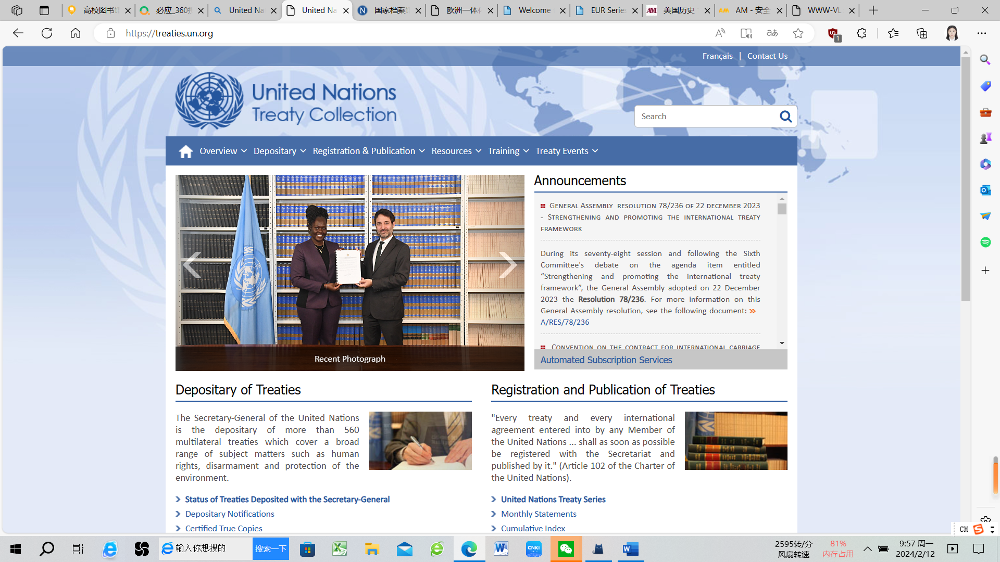 高校图书馆
必应_360搜
United Na
United Na
国家档案馆
欧洲一体化
Welcome
EUR Series
美国历史
AM - 安全
WWW-VL
https://treaties.un.org
1
Français | Contact Us
United Nations
Treaty Collection
Search
Overview
Depositary
Registration & Publication
Resources
Training
Treaty Events
Recent Photograph
Announcements
General Assembly resolution 78/236 of 22 december 2023
- Strengthening and promoting the international treaty
framework
During its seventy-eight session and following the Sixth
Committee's debate on the agenda item entitled
“Strengthening and promoting the international treaty
framework”, the General Assembly adopted on 22 December
2023 the Resolution 78/236. For more information on this
General Assembly resolution, see the following document:
A/RES/78/236
Convention on the contract for international carriage
Automated Subscription Services
Depositary of Treaties
The Secretary-General of the United Nations
is the depositary of more than 560
multilateral treaties which cover a broad
range of subject matters such as human
rights, disarmament and protection of the
environment.
Status of Treaties Deposited with the Secretary-General
Depositary Notifications
Certified True Copies
Registration and Publication of Treaties
"Every treaty and every international
agreement entered into by any Member of
the United Nations ... shall as soon as possible
be registered with the Secretariat and
published by it." (Article 102 of the Charter of
the United Nations).
United Nations Treaty Series
Monthly Statements
Cumulative Index
CH
输入你想搜的
搜索一下
CNKI
2595转/分
风扇转速
81%
内存占用
9:57 周一
2024/2/12